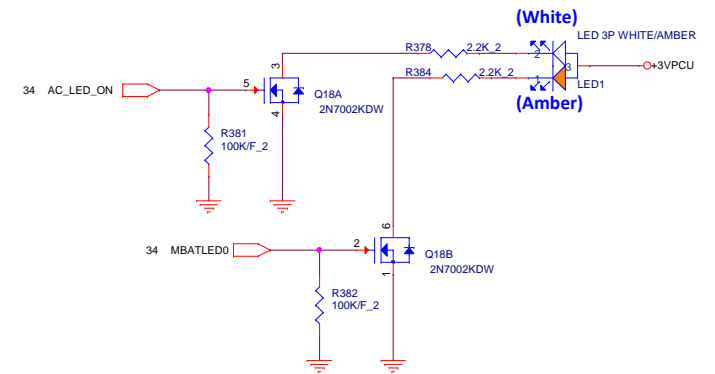 (White)
LED 3P WHITE/AMBER
R378
2.2K_2
2
3
+3VPCU
R384
2.2K_2
1
LED1
(Amber)
34 AC_LED_ON
5
3
4
Q18A
2N7002KDW
R381
100K/F_2
34 MBATLED0
2
6
1
Q18B
2N7002KDW
R382
100K/F_2